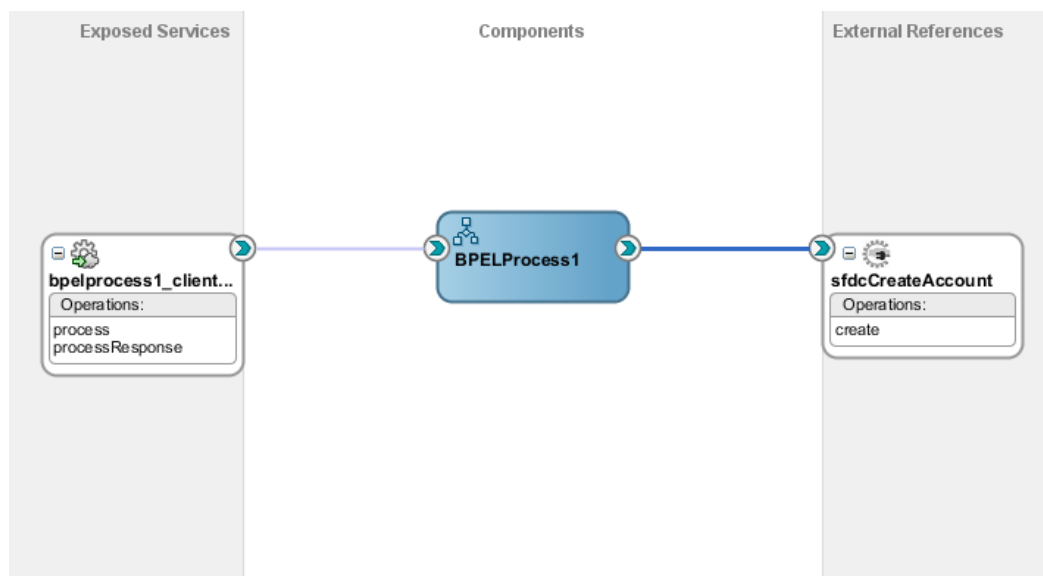 Exposed Services
Components
External References
bpelprocess1_client...
Operations:
process
processResponse
BPELProcess1
sfdcCreateAccount
Operations:
create